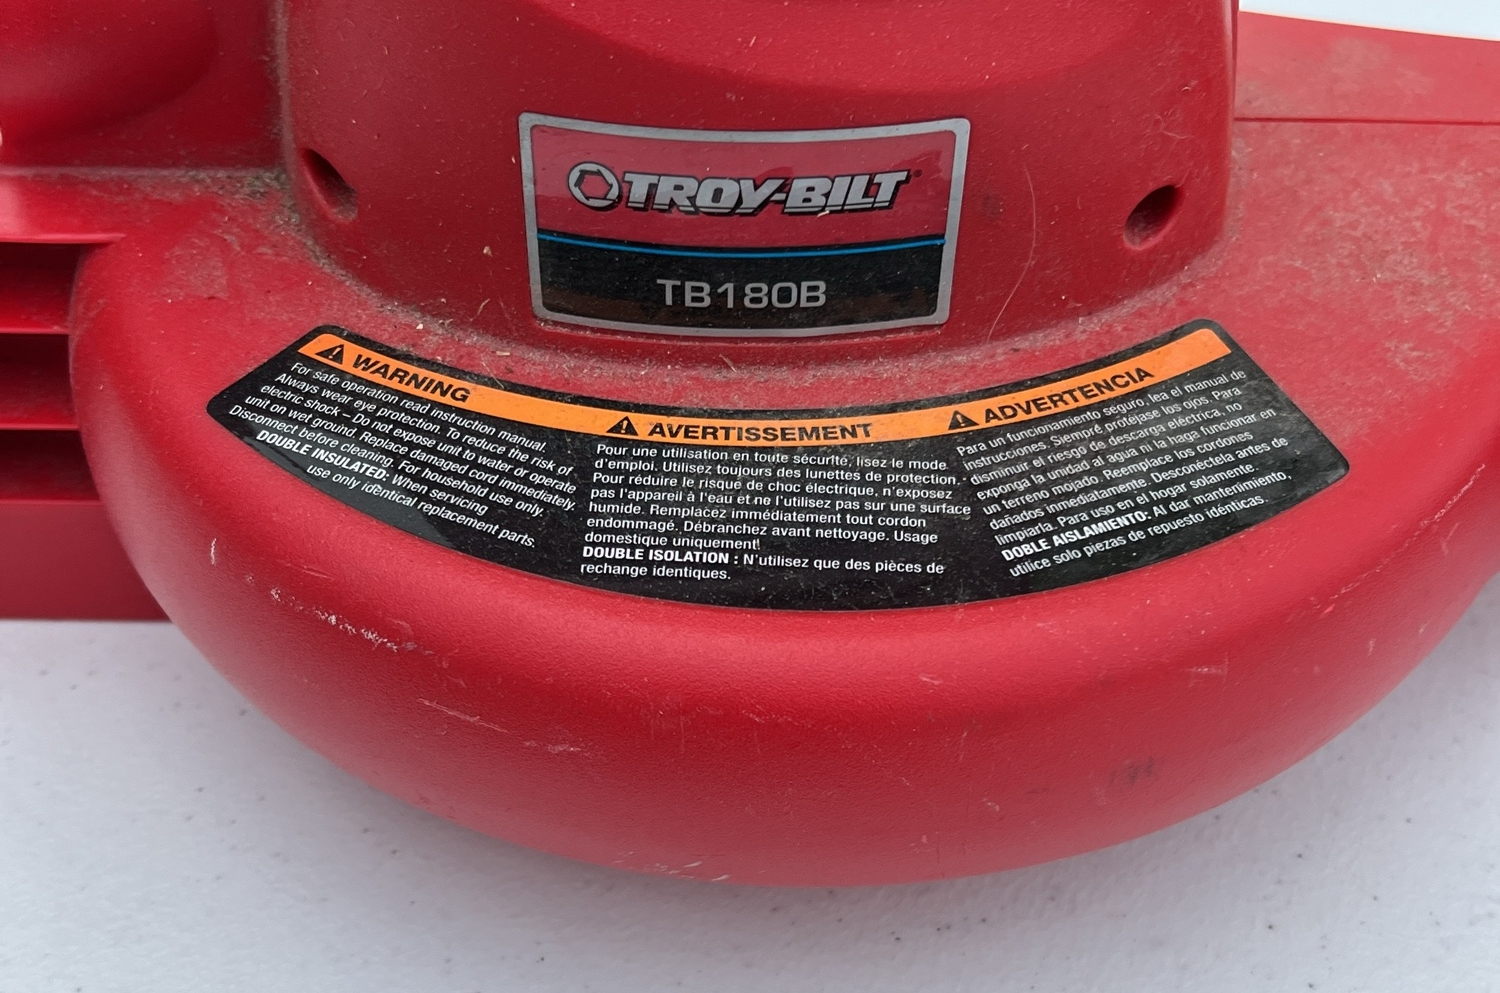 TROY-BILT
TB180B
WARNING
For safe operation read instruction manual.
Always wear eye protection. To reduce the risk of
electric shock – Do not expose unit to water or operate
unit on wet ground. Replace damaged cord immediately.
Disconnect before cleaning. For household use only.
DOUBLE INSULATED: When servicing
use only identical replacement parts.
AVERTISSEMENT
Pour une utilisation en toute sécurité, lisez le mode
d'emploi. Utilisez toujours des lunettes de protection.
Pour réduire le risque de choc électrique, n'exposez
pas l'appareil à l'eau et ne l'utilisez pas sur une surface
humide. Remplacez immédiatement tout cordon
endommagé. Débranchez avant nettoyage. Usage
domestique uniquement.
DOUBLE ISOLATION : N'utilisez que des pièces de
rechange identiques.
ADVERTENCIA
Para un funcionamiento seguro, lea el manual de
instrucciones. Siempre protéjase los ojos. Para
disminuir el riesgo de descarga eléctrica, no
exponga la unidad al agua ni la haga funcionar en
un terreno mojado. Reemplace los cordones
dañados inmediatamente. Desconéctela antes de
limpiarla. Para uso en el hogar solamente.
DOBLE AISLAMIENTO: Al dar mantenimiento,
utilice solo piezas de repuesto idénticas.